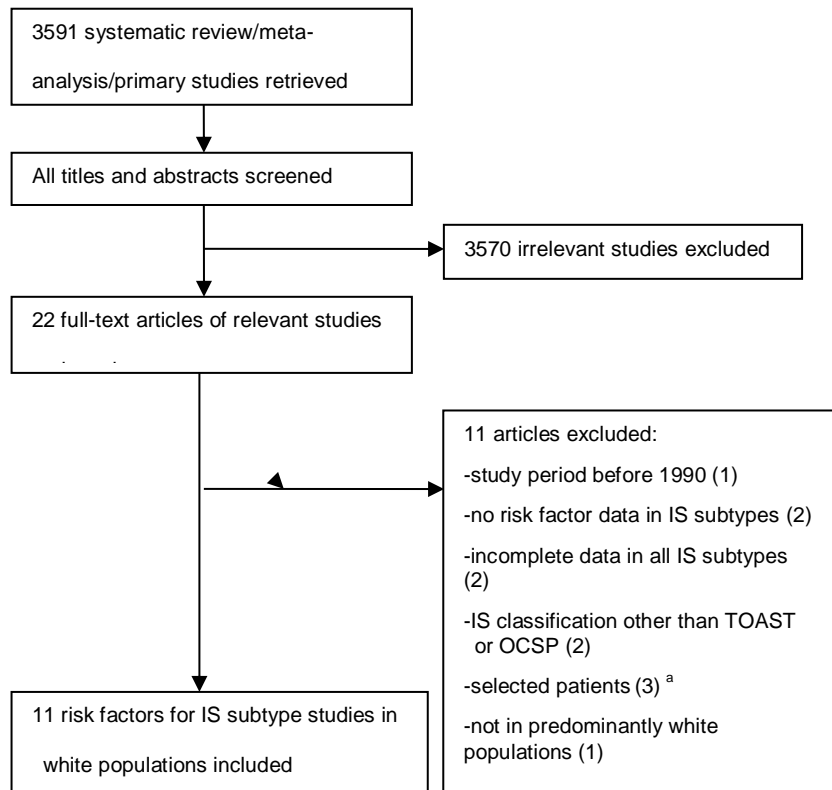 3591 systematic review/meta-
analysis/primary studies retrieved
All titles and abstracts screened
3570 irrelevant studies excluded
22 full-text articles of relevant studies
11 articles excluded:
-study period before 1990 (1)
-no risk factor data in IS subtypes (2)
-incomplete data in all IS subtypes
(2)
-IS classification other than TOAST
or OCSP (2)
-selected patients (3) a
-not in predominantly white
populations (1)
11 risk factors for IS subtype studies in
white populations included